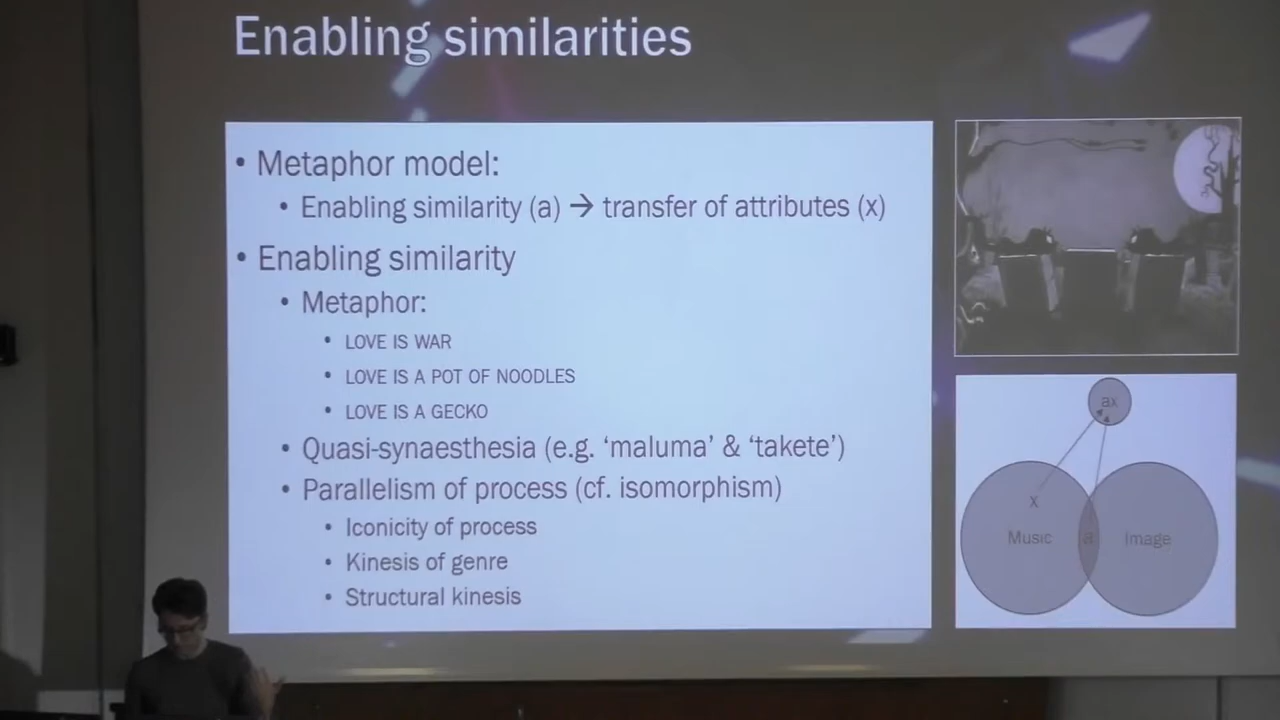 Enabling similarities
• Metaphor model:
• Enabling similarity (a) → transfer of attributes (x)
• Enabling similarity
• Metaphor:
• LOVE IS WAR
• LOVE IS A POT OF NOODLES
• LOVE IS A GECKO
• Quasi-synaesthesia (e.g. ‘maluma’ & ‘takete’)
• Parallelism of process (cf. isomorphism)
• Iconicity of process
• Kinesis of genre
• Structural kinesis
ax
x
Music a Image